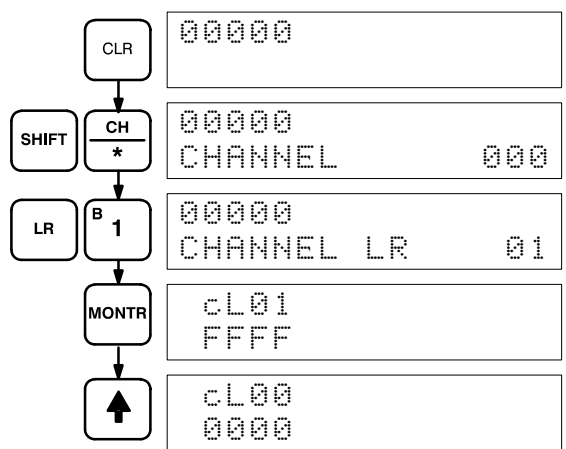 CLR
00000
SHIFT
CH
*
00000
CHANNEL 000
LR
B
1
00000
CHANNEL LR 01
MONTR
cL01
FFFF
cL00
0000